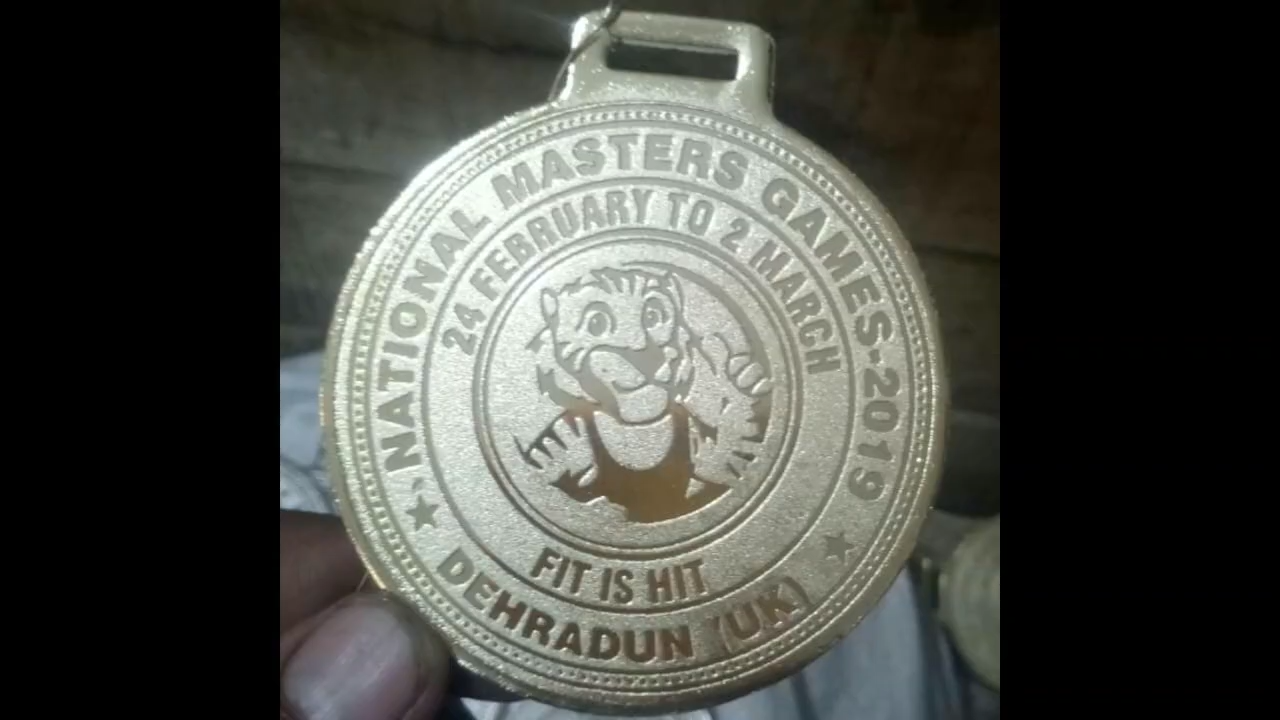 NATIONAL MASTERS GAMES-2019
24 FEBRUARY TO 2 MARCH
FIT IS HIT
DEHRADUN (UK)